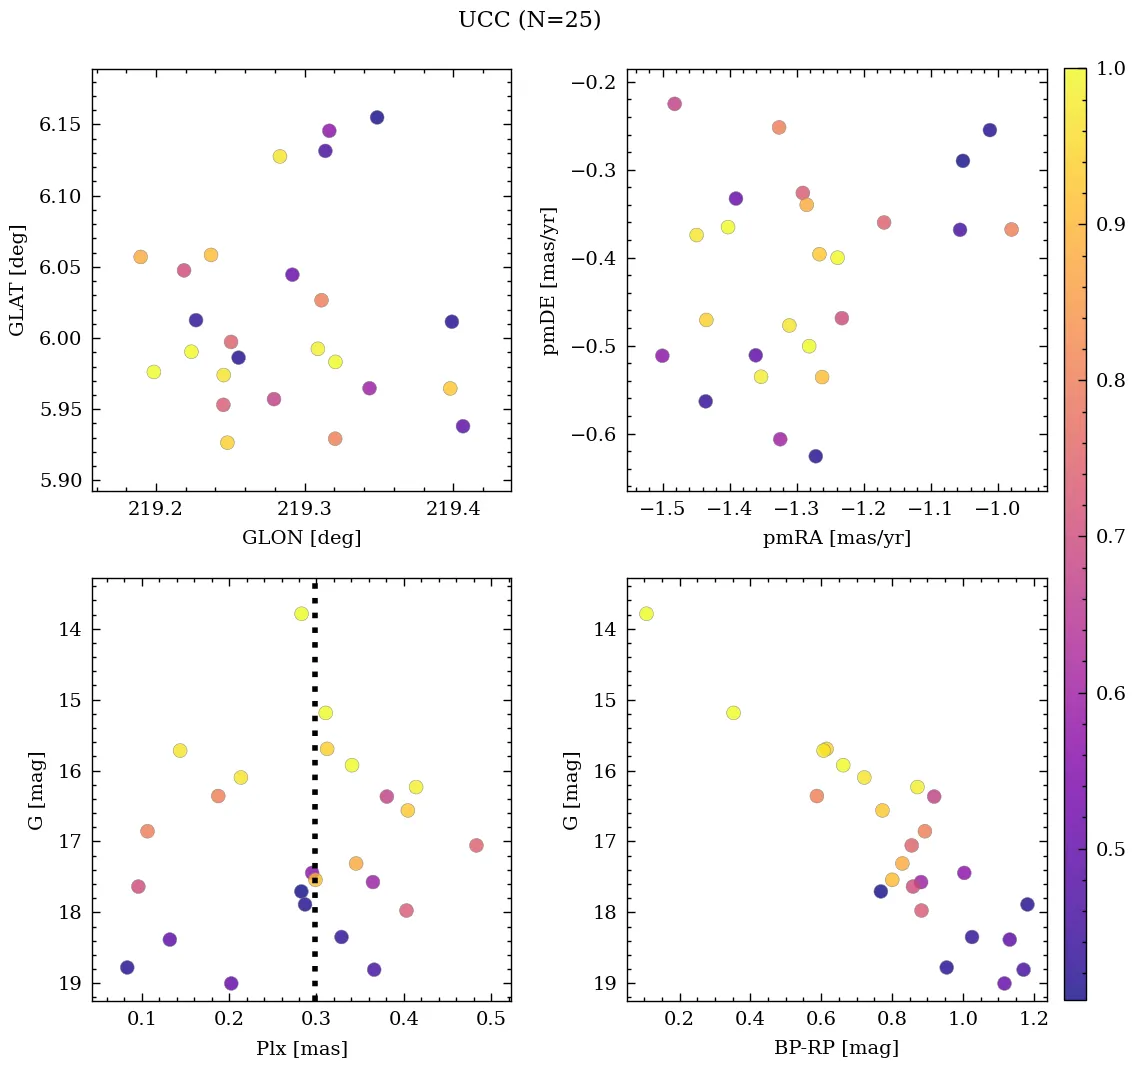 UCC (N=25)
6.15
6.10
6.05
6.00
5.95
5.90
GLAT [deg]
219.2 219.3 219.4
GLON [deg]
−0.2
−0.3
−0.4
−0.5
−0.6
pmDE [mas/yr]
−1.5 −1.4 −1.3 −1.2 −1.1 −1.0
pmRA [mas/yr]
14
15
16
17
18
19
G [mag]
0.1 0.2 0.3 0.4 0.5
Plx [mas]
14
15
16
17
18
19
G [mag]
0.2 0.4 0.6 0.8 1.0 1.2
BP-RP [mag]
1.0
0.9
0.8
0.7
0.6
0.5